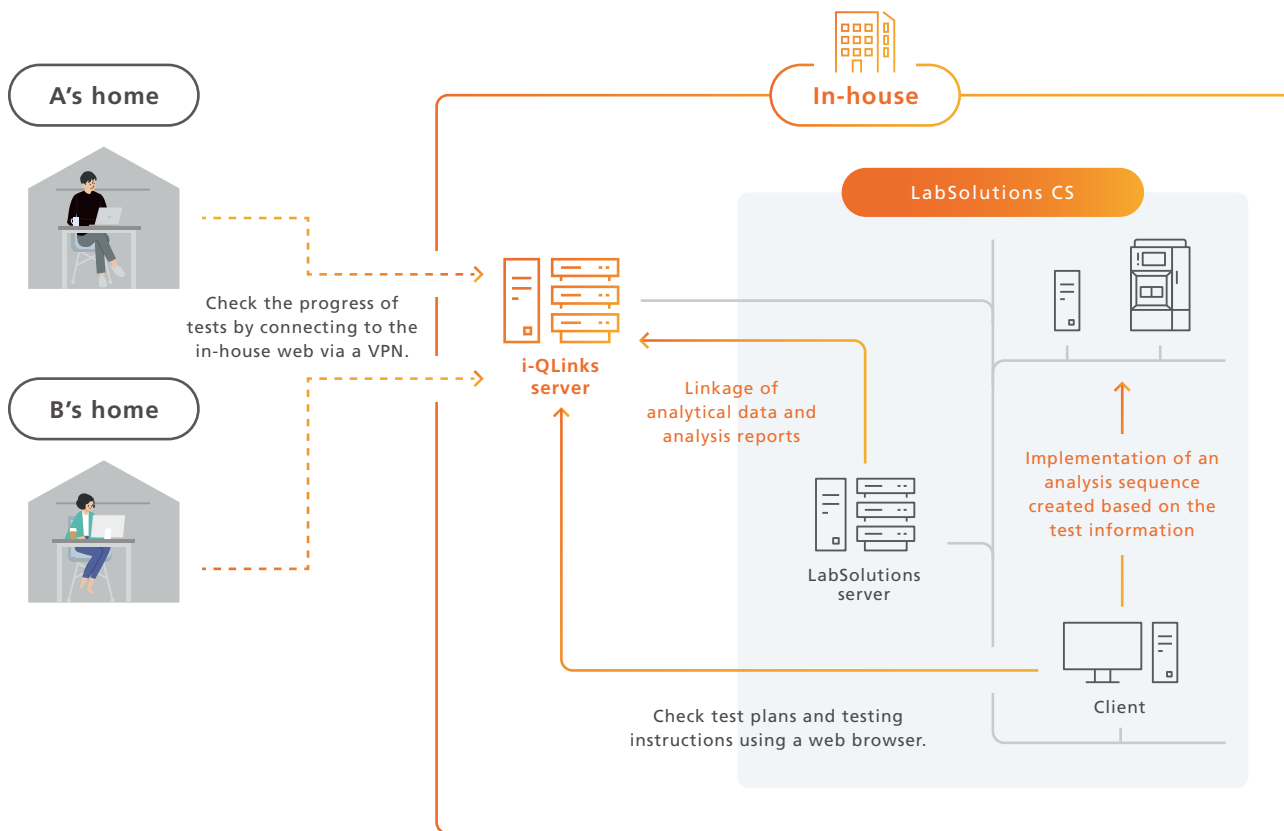 In-house
A's home
LabSolutions CS
Check the progress of
tests by connecting to the
in-house web via a VPN.
i-QLinks
server
B's home
Linkage of
analytical data and
analysis reports
Implementation of an
analysis sequence
created based on the
test information
LabSolutions
server
Client
Check test plans and testing
instructions using a web browser.